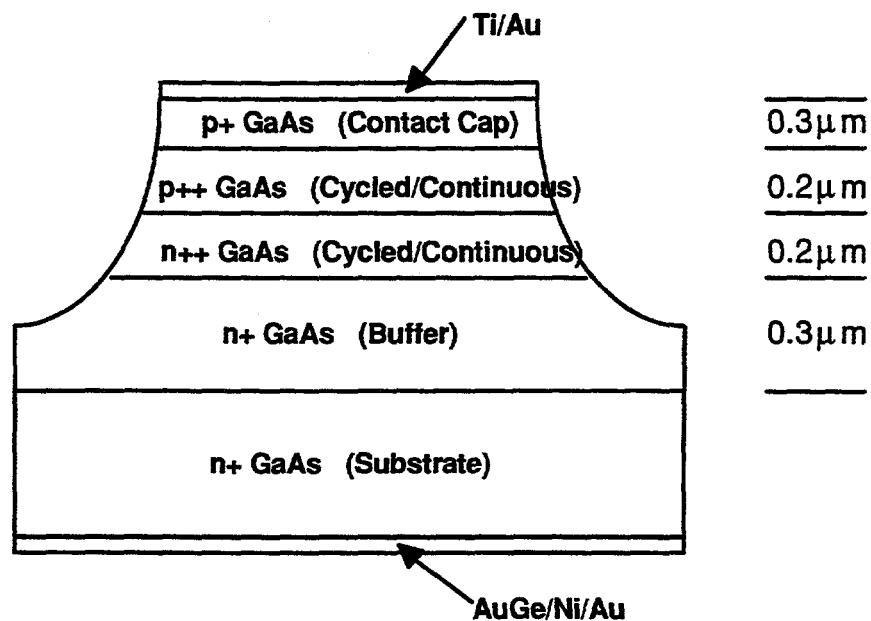 Ti/Au
p+ GaAs (Contact Cap)
0.3μm
p++ GaAs (Cycled/Continuous)
0.2μm
n++ GaAs (Cycled/Continuous)
0.2μm
n+ GaAs (Buffer)
0.3μm
n+ GaAs (Substrate)
AuGe/Ni/Au